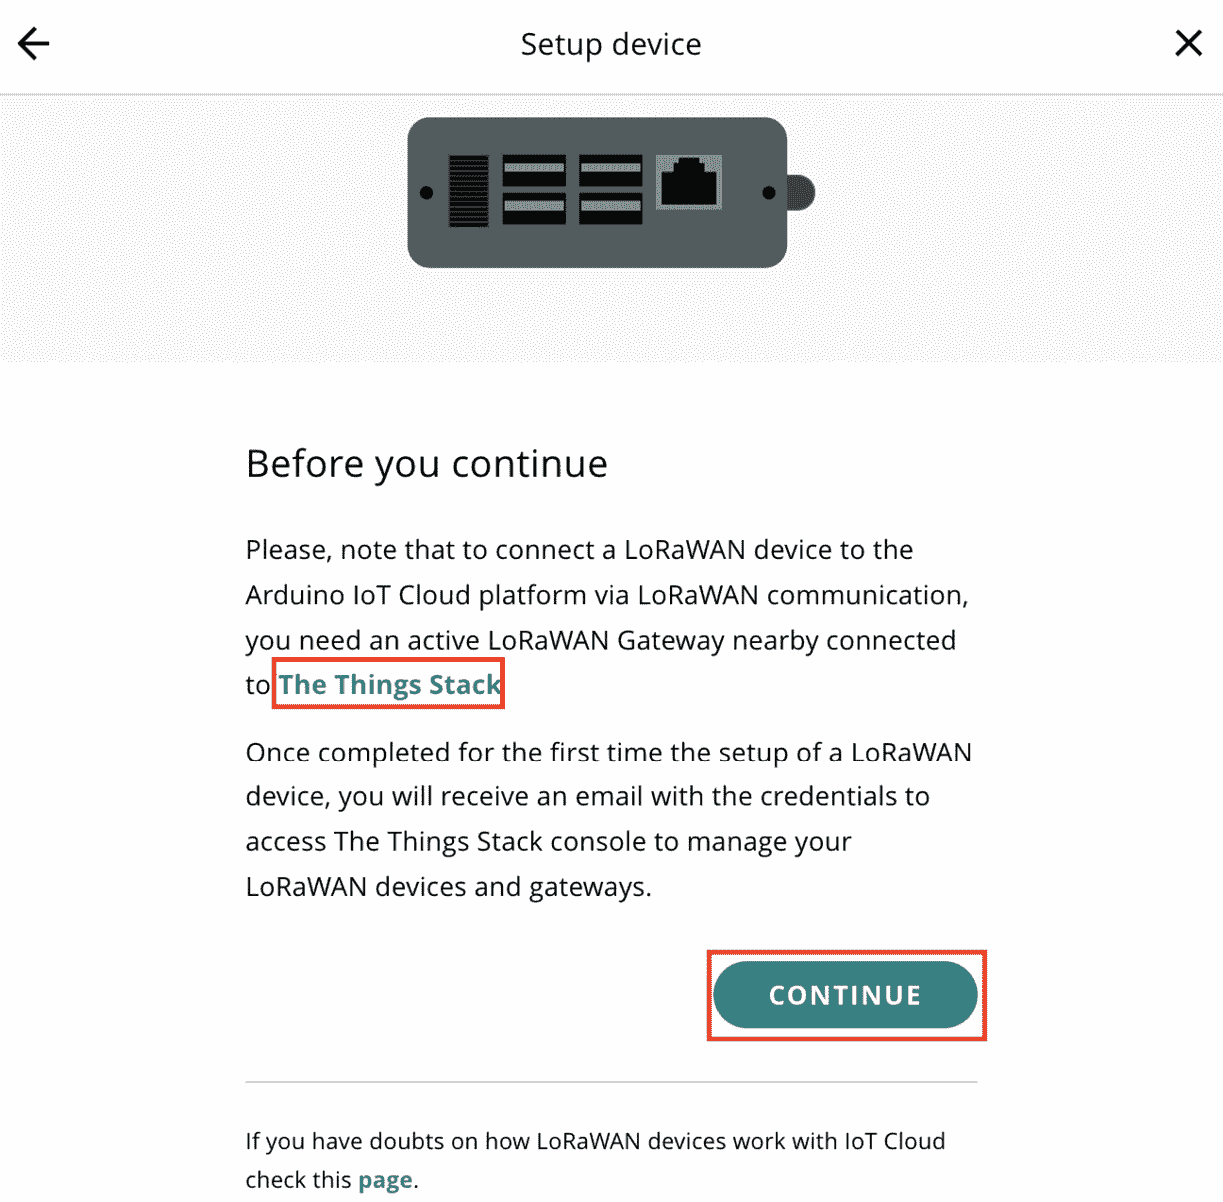 Setup device
Before you continue
Please, note that to connect a LoRaWAN device to the
Arduino IoT Cloud platform via LoRaWAN communication,
you need an active LoRaWAN Gateway nearby connected
to The Things Stack
Once completed for the first time the setup of a LoRaWAN
device, you will receive an email with the credentials to
access The Things Stack console to manage your
LoRaWAN devices and gateways.
CONTINUE
If you have doubts on how LoRaWAN devices work with IoT Cloud
check this page.